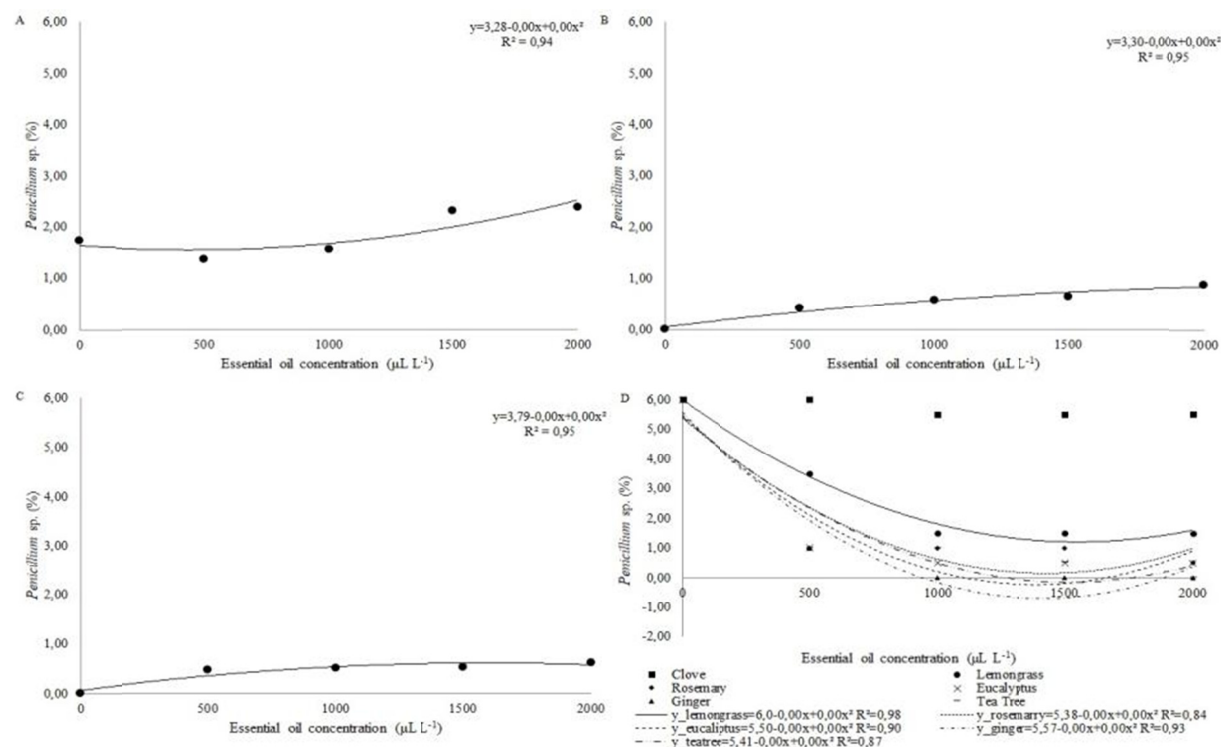 A
y=3,28-0,00x+0,00x²
R² = 0,94
6,00
5,00
4,00
3,00
2,00
1,00
0,00
Penicillium sp. (%)
0 500 1000 1500 2000
Essential oil concentration (µL L⁻¹)
B
y=3,30-0,00x+0,00x²
R² = 0,95
6,00
5,00
4,00
3,00
2,00
1,00
0,00
Penicillium sp. (%)
0 500 1000 1500 2000
Essential oil concentration (µL L⁻¹)
C
y=3,79-0,00x+0,00x²
R² = 0,95
6,00
5,00
4,00
3,00
2,00
1,00
0,00
Penicillium sp. (%)
0 500 1000 1500 2000
Essential oil concentration (µL L⁻¹)
D
6,00
5,00
4,00
3,00
2,00
1,00
0,00
-1,00
-2,00
Penicillium sp. (%)
0 500 1000 1500 2000
Essential oil concentration (µL L⁻¹)
Clove Lemongrass
Rosemary Eucalyptus
Ginger Tea Tree
y_lemongrass=6,0-0,00x+0,00x² R²=0,98 y_rosemarry=5,38-0,00x+0,00x² R²=0,84
y_eucaliptus=5,50-0,00x+0,00x² R²=0,90 y_ginger=5,57-0,00x+0,00x² R²=0,93
y_teatree=5,41-0,00x+0,00x² R²=0,87